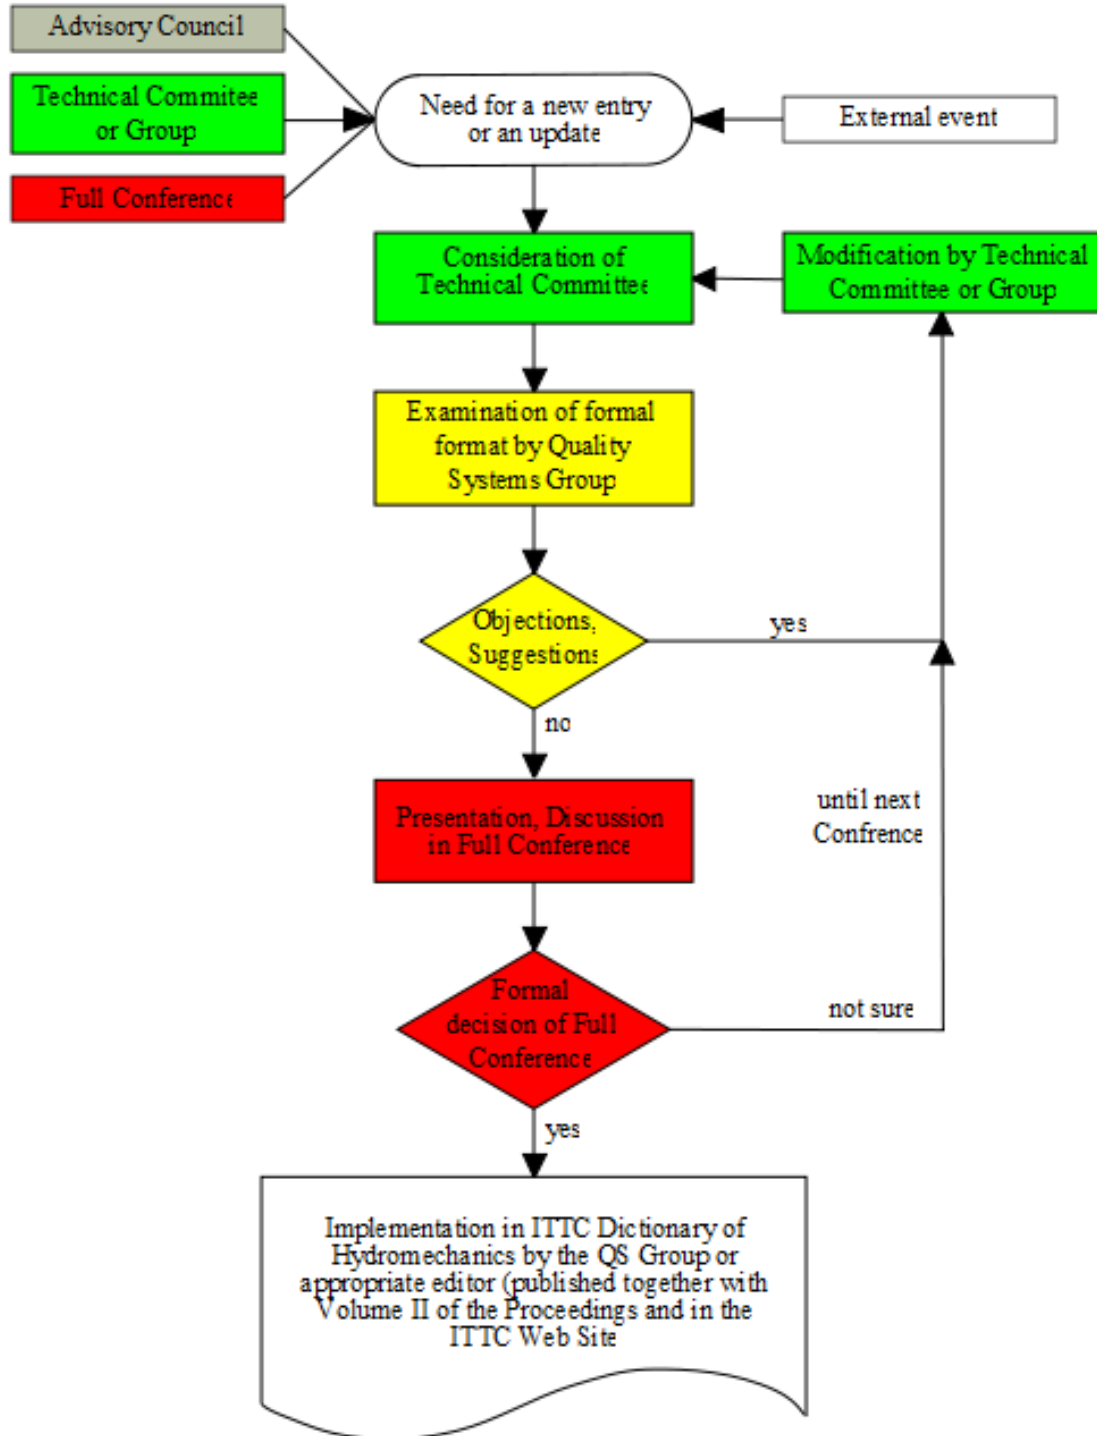 Advisory Council
Technical Commitee
or Group
Full Conference
Need for a new entry
or an update
External event
Consideration of
Technical Committee
Modification by Technical
Committee or Group
Examination of formal
format by Quality
Systems Group
Objections,
Suggestions
yes
no
Presentation, Discussion
in Full Conference
until next
Confrence
Formal
decision of Full
Conference
not sure
yes
Implementation in ITTC Dictionary of
Hydromechanics by the QS Group or
appropriate editor (published together with
Volume II of the Proceedings and in the
ITTC Web Site